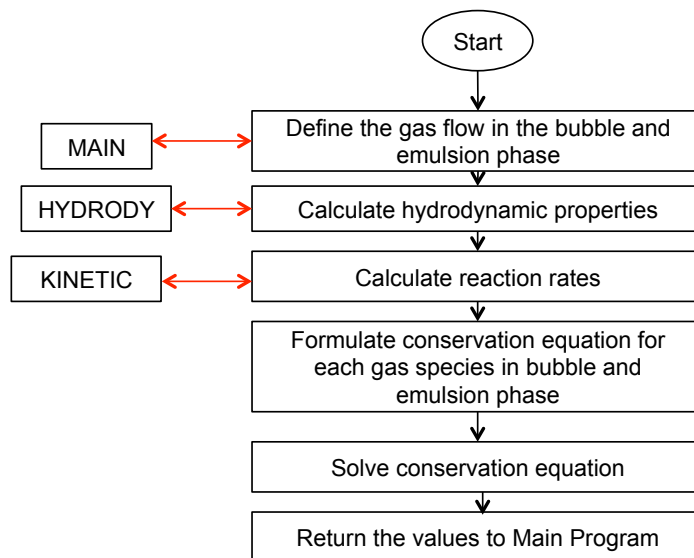 Start
Define the gas flow in the bubble and
emulsion phase
MAIN
Calculate hydrodynamic properties
HYDRODY
Calculate reaction rates
KINETIC
Formulate conservation equation for
each gas species in bubble and
emulsion phase
Solve conservation equation
Return the values to Main Program